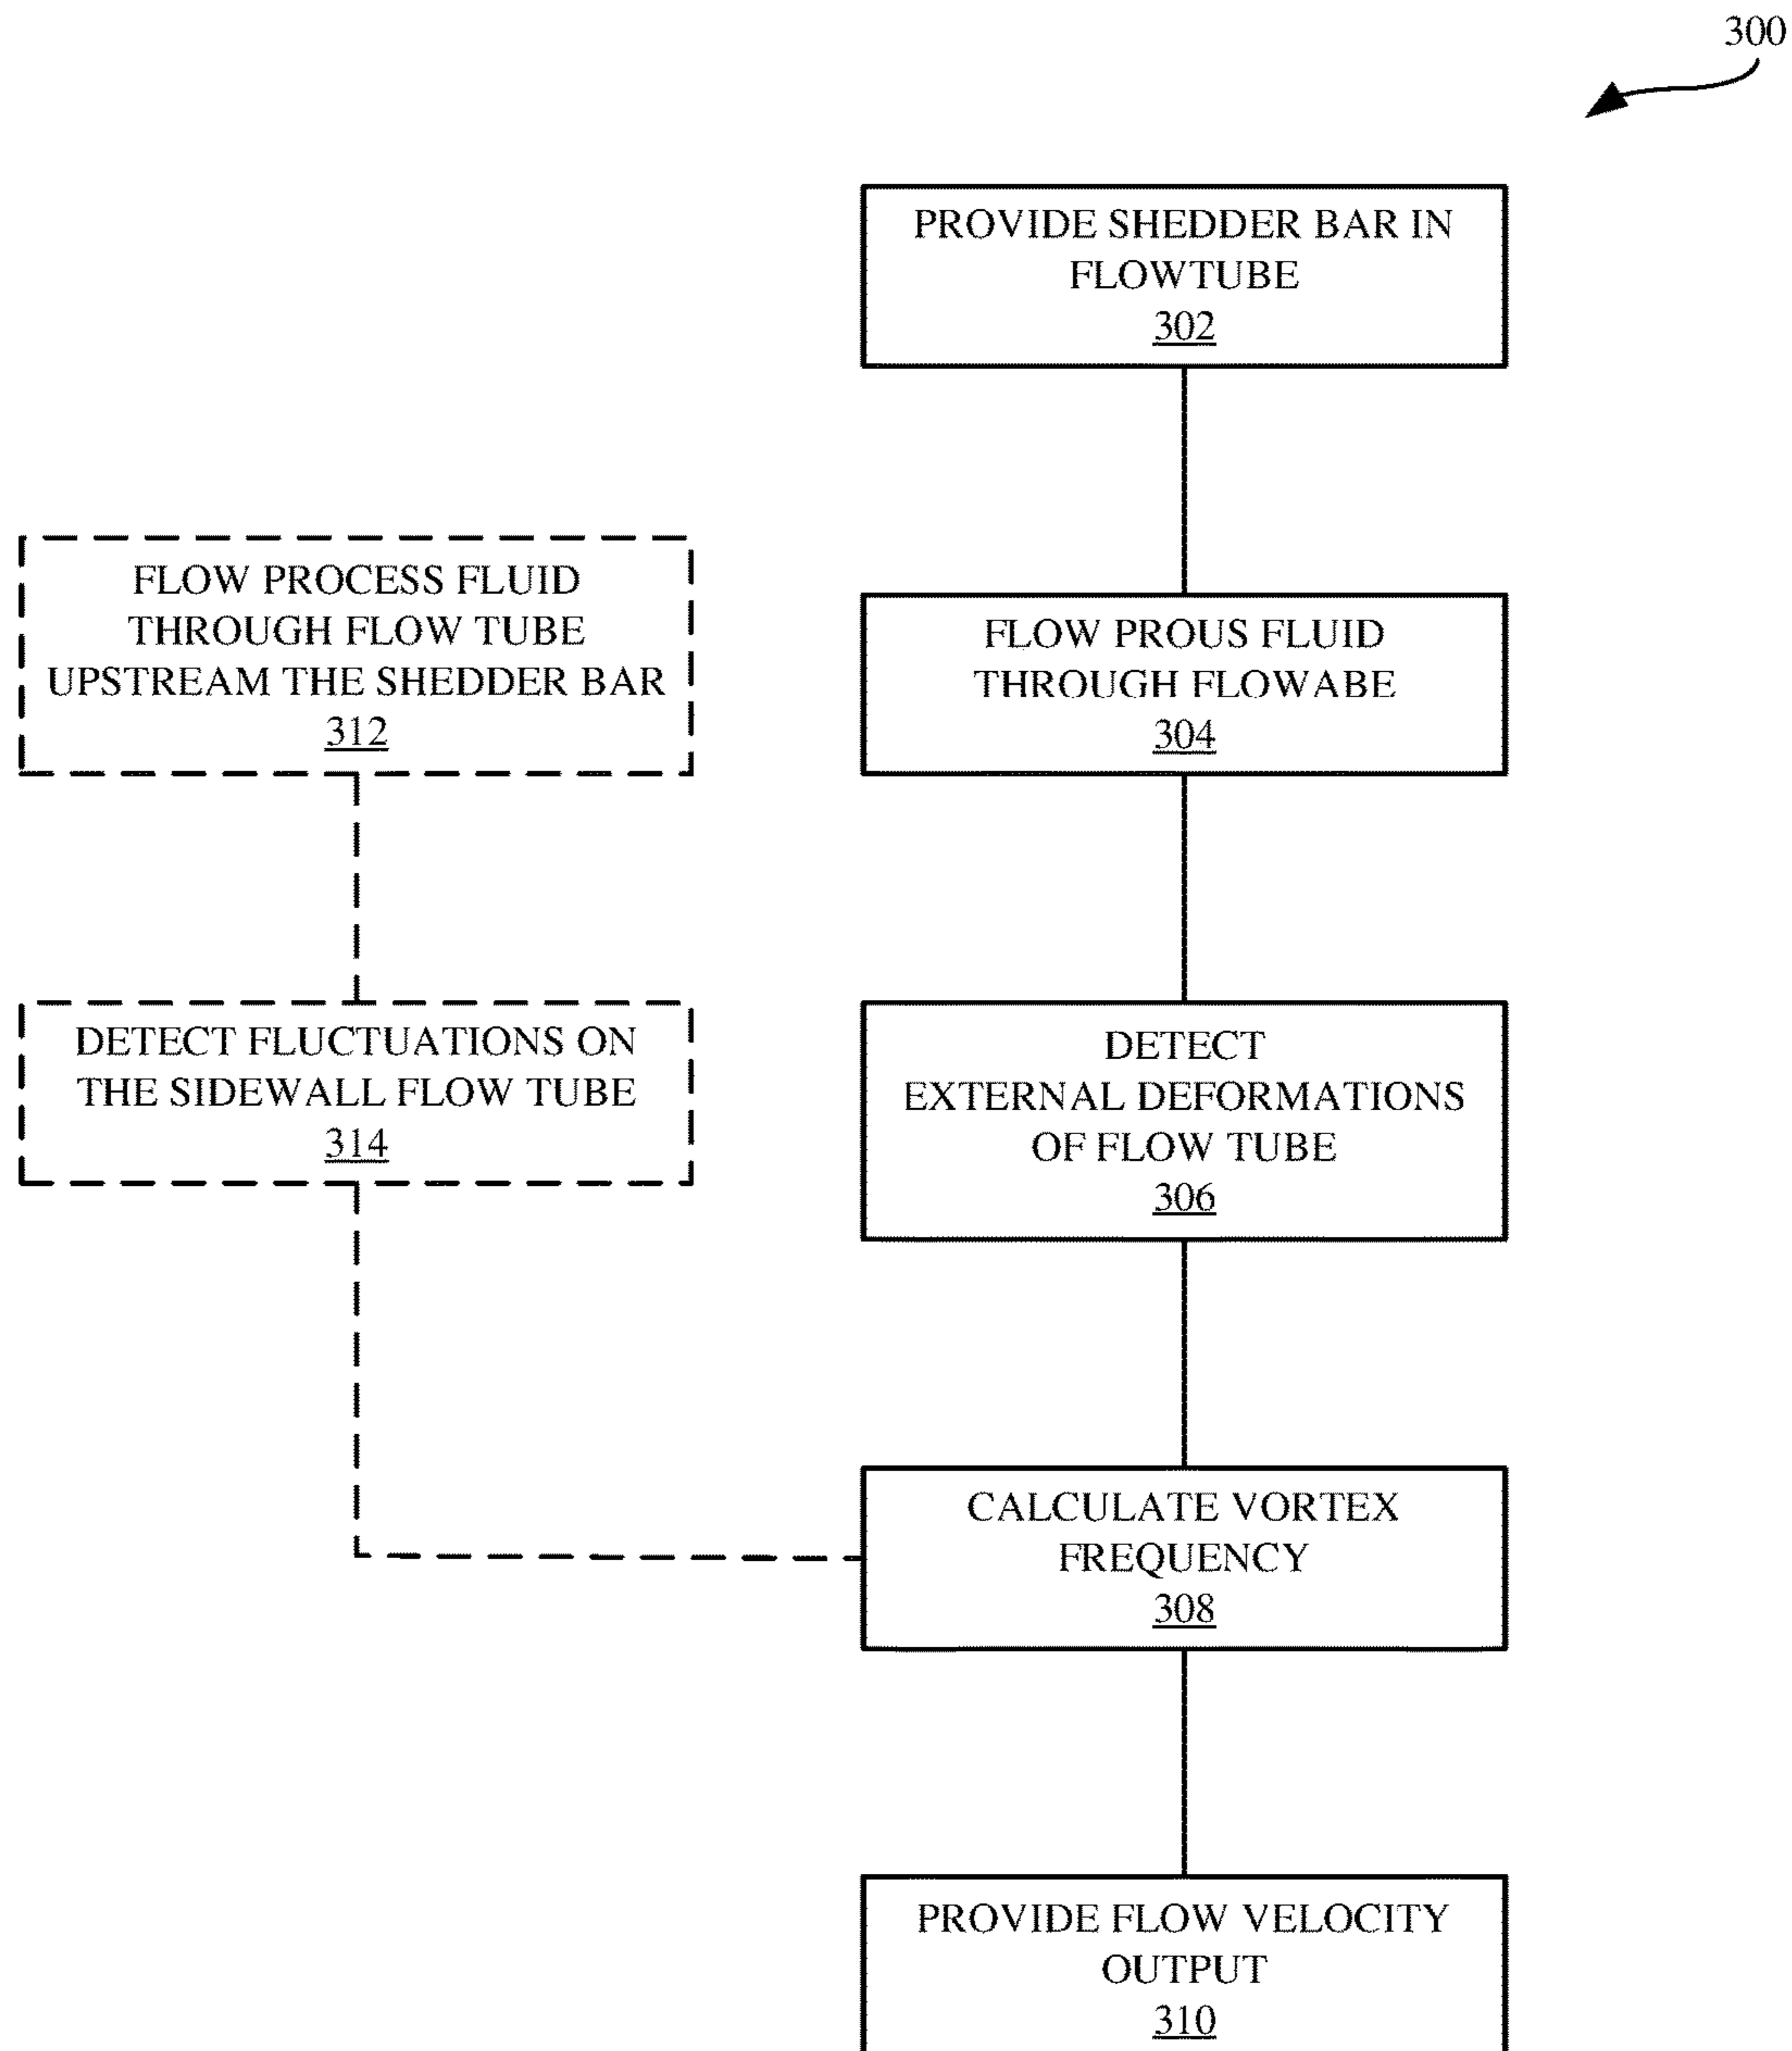 300
PROVIDE SHEDDER BAR IN
FLOWTUBE
302
FLOW PROCESS FLUID
THROUGH FLOW TUBE
UPSTREAM THE SHEDDER BAR
312
FLOW PROUS FLUID
THROUGH FLOWABE
304
DETECT FLUCTUATIONS ON
THE SIDEWALL FLOW TUBE
314
DETECT
EXTERNAL DEFORMATIONS
OF FLOW TUBE
306
CALCULATE VORTEX
FREQUENCY
308
PROVIDE FLOW VELOCITY
OUTPUT
310